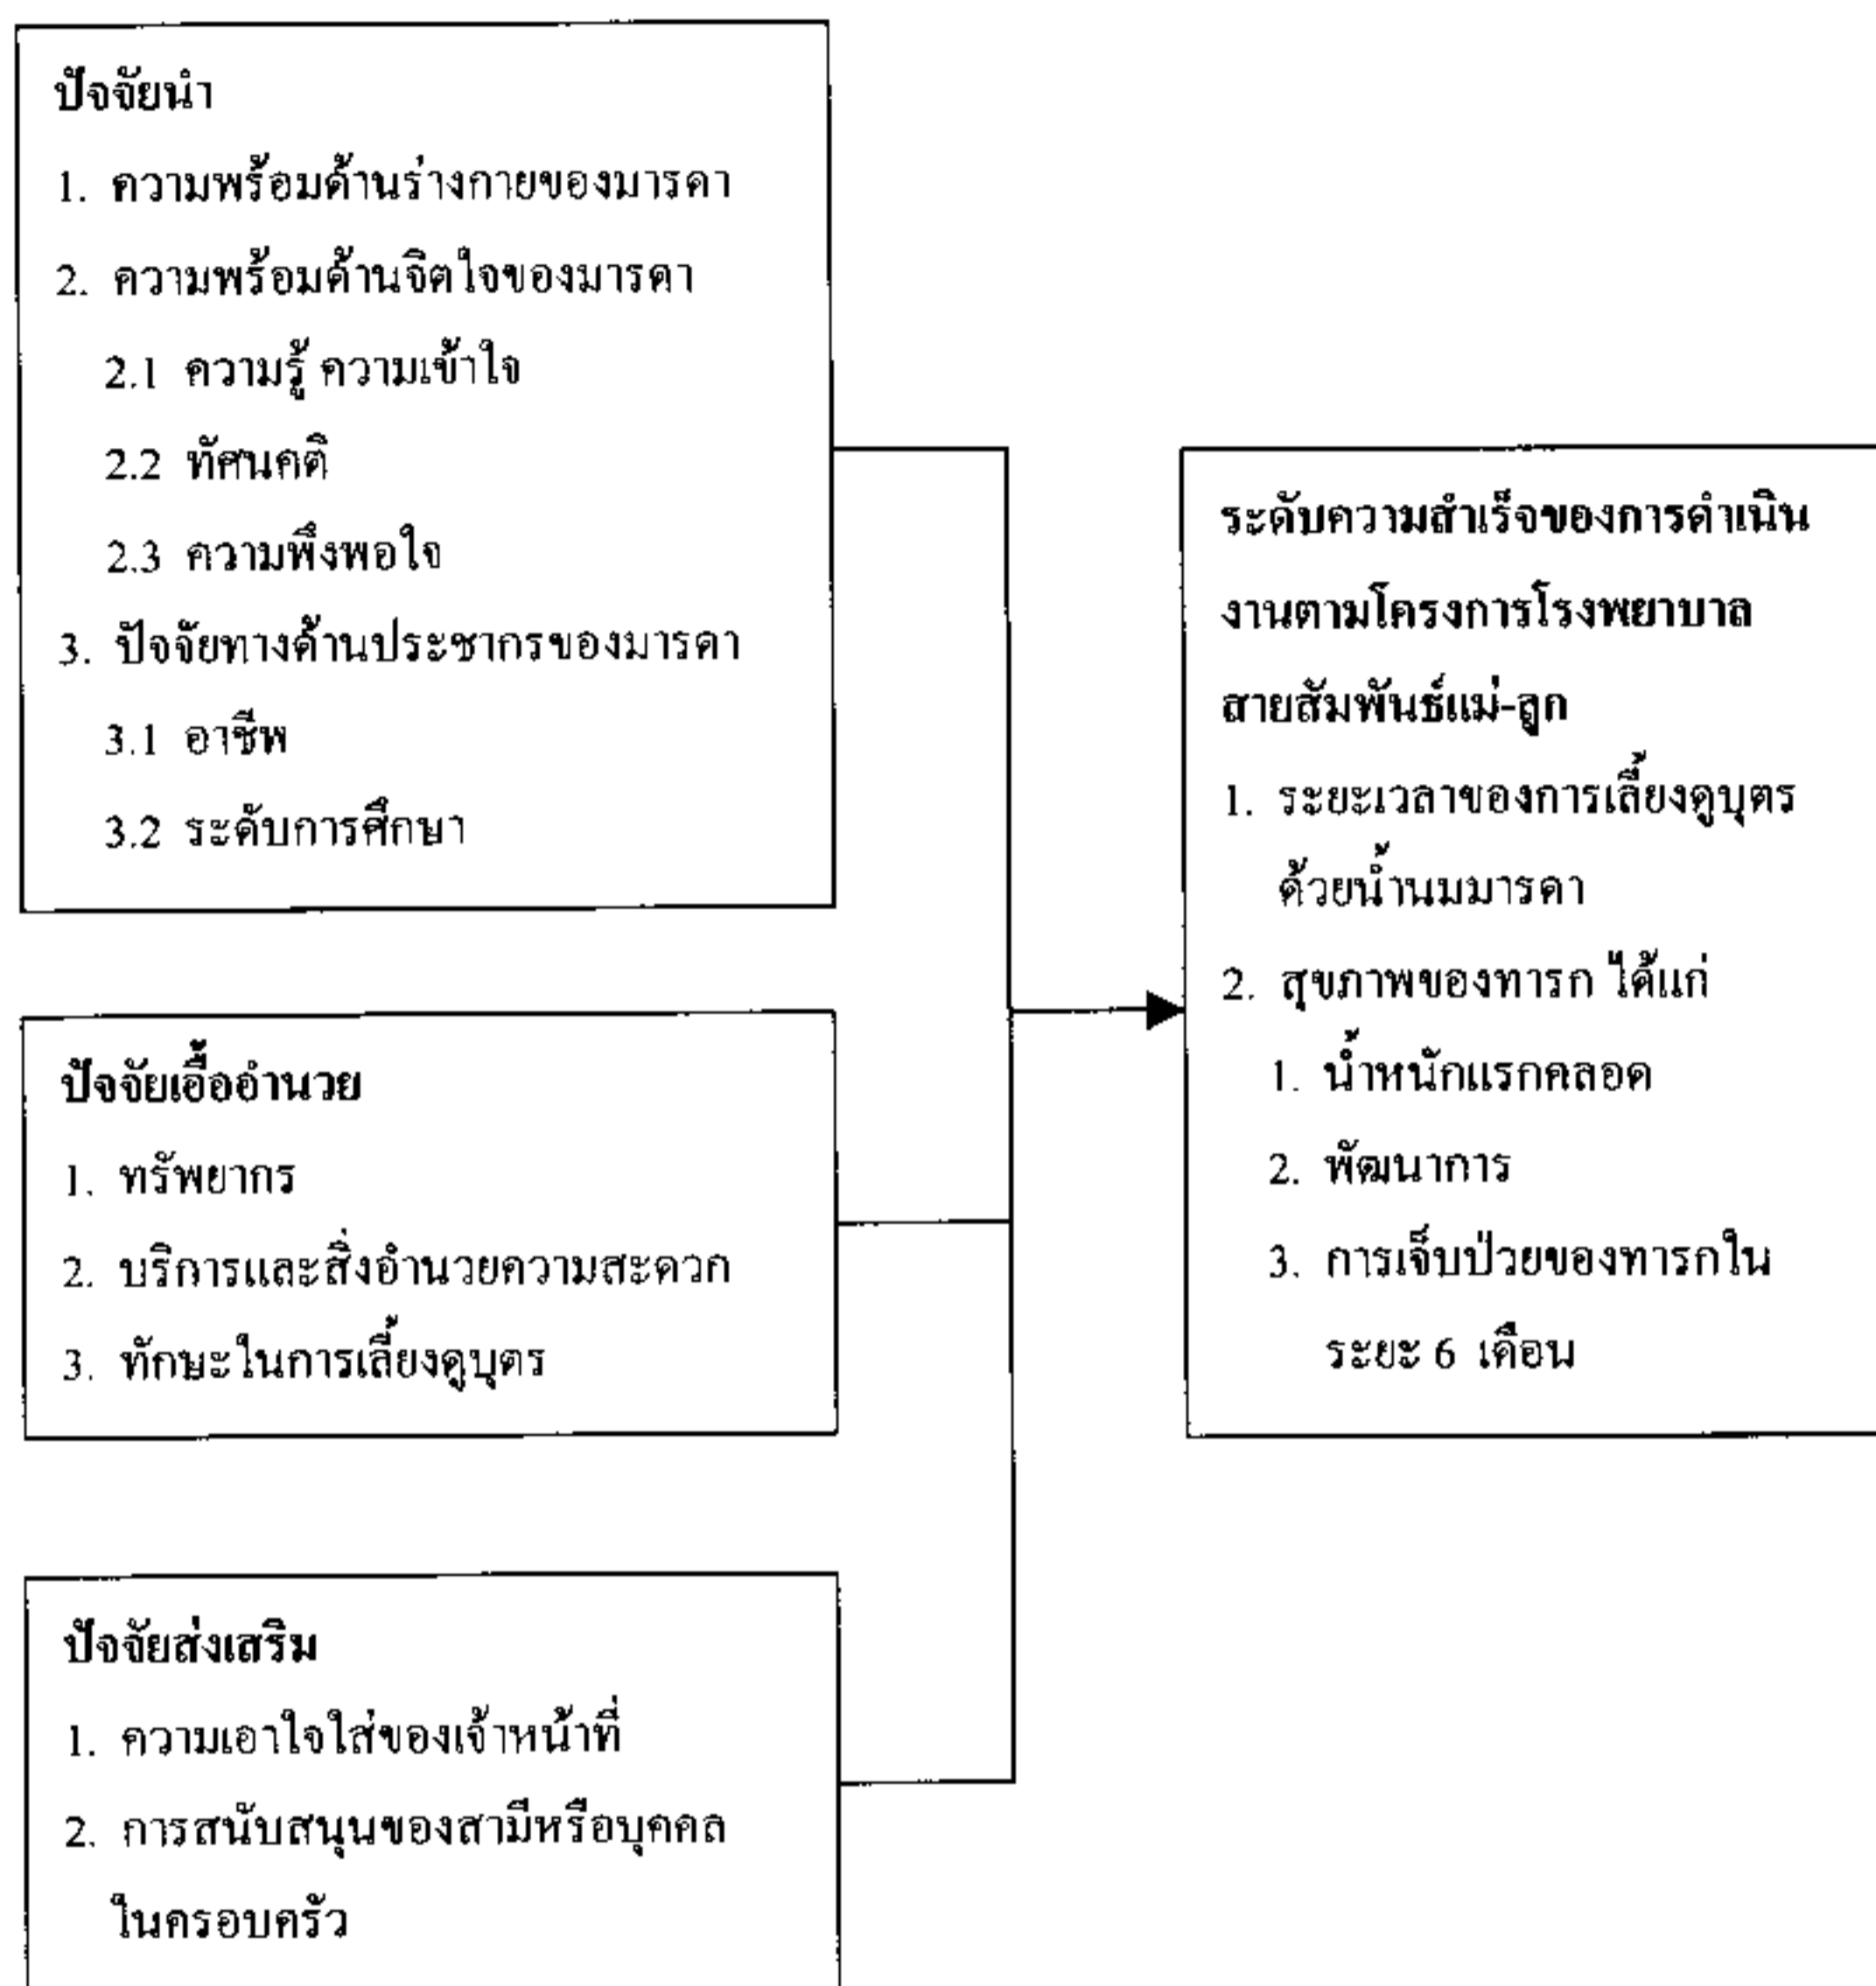 ปัจจัยนำ
1. ความพร้อมด้านร่างกายของมารดา
2. ความพร้อมด้านจิตใจของมารดา
2.1 ความรู้ ความเข้าใจ
2.2 ทัศนคติ
2.3 ความพึงพอใจ
3. ปัจจัยทางด้านประชากรของมารดา
3.1 อาชีพ
3.2 ระดับการศึกษา
ปัจจัยเอื้ออำนวย
1. ทรัพยากร
2. บริการและสิ่งอำนวยความสะดวก
3. ทักษะในการเลี้ยงดูบุตร
ปัจจัยส่งเสริม
1. ความเอาใจใส่ของเจ้าหน้าที่
2. การสนับสนุนของสามีหรือบุคคล
ในครอบครัว
ระดับความสำเร็จของการดำเนิน
งานตามโครงการโรงพยาบาล
สายสัมพันธ์แม่-ลูก
1. ระยะเวลาของการเลี้ยงดูบุตร
ด้วยน้ำนมมารดา
2. สุขภาพของทารก ได้แก่
1. น้ำหนักแรกคลอด
2. พัฒนาการ
3. การเจ็บป่วยของทารกใน
ระยะ 6 เดือน